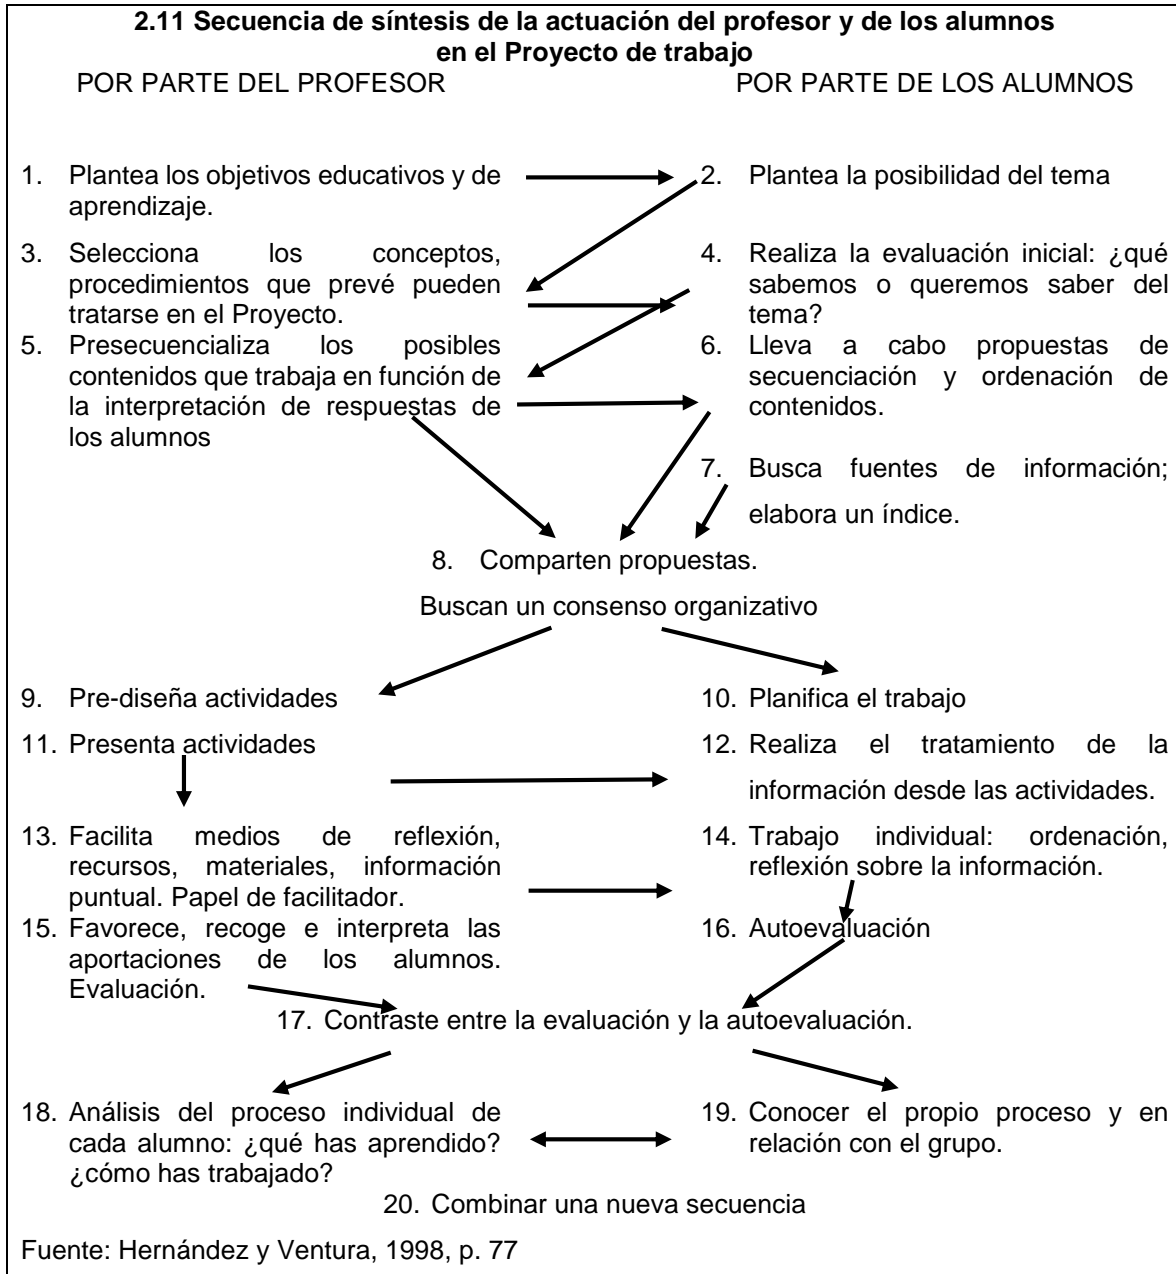 2.11 Secuencia de síntesis de la actuación del profesor y de los alumnos
en el Proyecto de trabajo
POR PARTE DEL PROFESOR
POR PARTE DE LOS ALUMNOS
1. Plantea los objetivos educativos y de
aprendizaje.
2. Plantea la posibilidad del tema
3. Selecciona los conceptos,
procedimientos que prevé pueden
tratarse en el Proyecto.
4. Realiza la evaluación inicial: ¿qué
sabemos o queremos saber del
tema?
5. Presecuencializa los posibles
contenidos que trabaja en función de
la interpretación de respuestas de
los alumnos
6. Lleva a cabo propuestas de
secuenciación y ordenación de
contenidos.
7. Busca fuentes de información;
elabora un índice.
8. Comparten propuestas.
Buscan un consenso organizativo
9. Pre-diseña actividades
10. Planifica el trabajo
11. Presenta actividades
12. Realiza el tratamiento de la
información desde las actividades.
13. Facilita medios de reflexión,
recursos, materiales, información
puntual. Papel de facilitador.
14. Trabajo individual: ordenación,
reflexión sobre la información.
15. Favorece, recoge e interpreta las
aportaciones de los alumnos.
Evaluación.
16. Autoevaluación
17. Contraste entre la evaluación y la autoevaluación.
18. Análisis del proceso individual de
cada alumno: ¿qué has aprendido?
¿cómo has trabajado?
19. Conocer el propio proceso y en
relación con el grupo.
20. Combinar una nueva secuencia
Fuente: Hernández y Ventura, 1998, p. 77